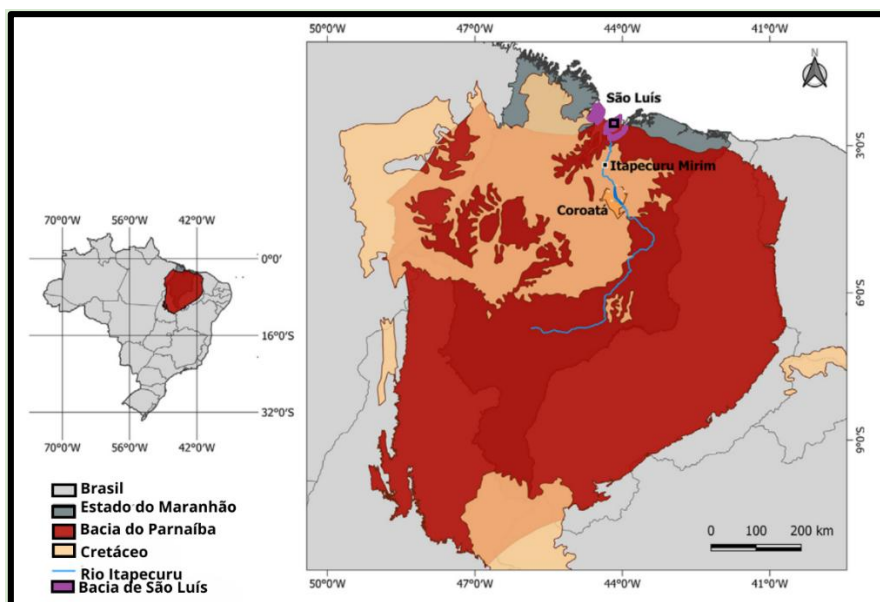 50°0'W 47°0'W 44°0'W 41°0'W
N
São Luís
3°0'S
Itapecuru Mirim
Coroatá
70°0'W 56°0'W 42°0'W
0°0'
6°0'S
16°0'S
32°0'S
9°0'S
70°0'W 56°0'W 42°0'W
Brasil
Estado do Maranhão
Bacia do Parnaíba
Cretáceo
Rio Itapecuru
Bacia de São Luís
0 100 200 km
50°0'W 47°0'W 44°0'W 41°0'W